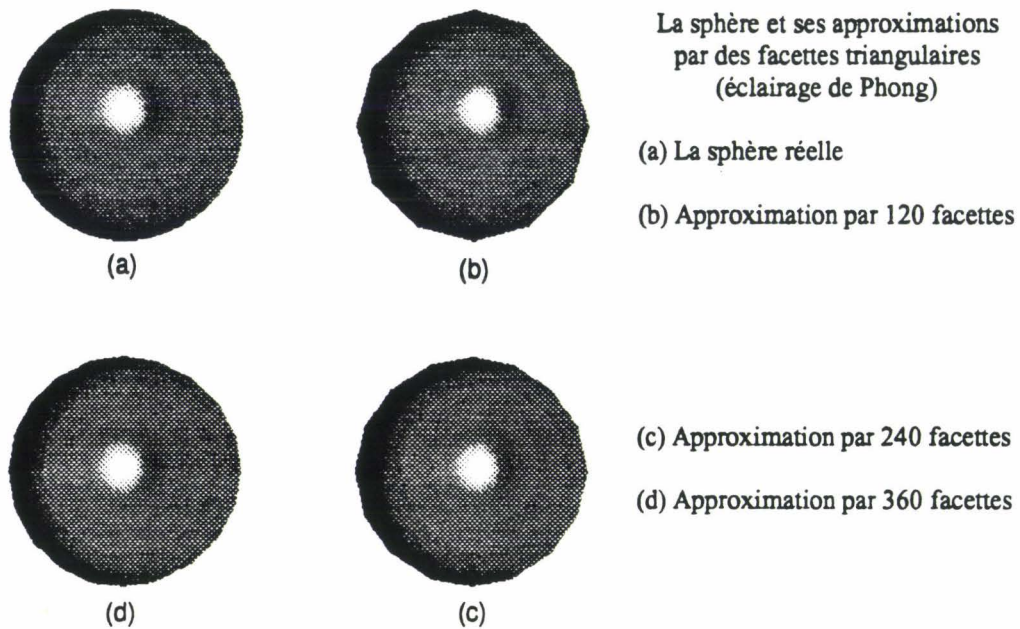 La sphère et ses approximations
par des facettes triangulaires
(éclairage de Phong)
(a) La sphère réelle
(b) Approximation par 120 facettes
(a)
(b)
(c) Approximation par 240 facettes
(d) Approximation par 360 facettes
(d)
(c)